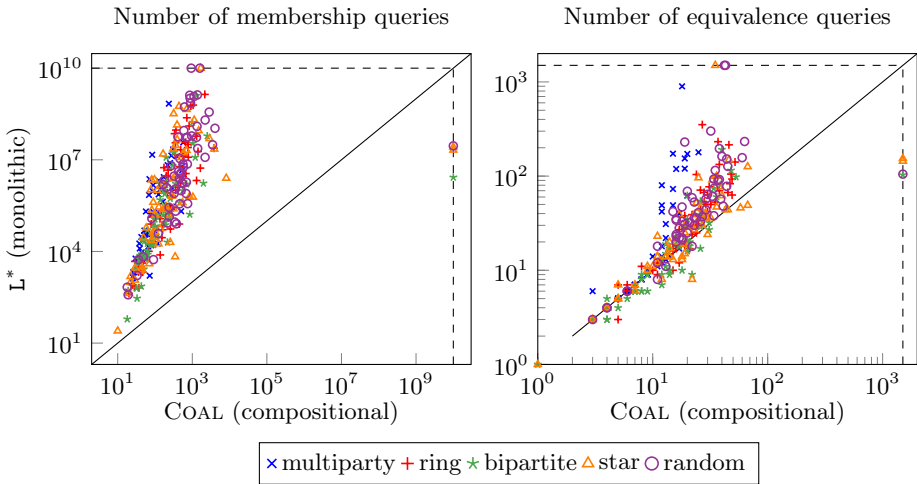 Number of membership queries
Number of equivalence queries
L* (monolithic)
10^10
10^7
10^4
10^1
10^1 10^3 10^5 10^7 10^9
COAL (compositional)
10^3
10^2
10^1
10^0
10^0 10^1 10^2 10^3
COAL (compositional)
multiparty ring bipartite star random